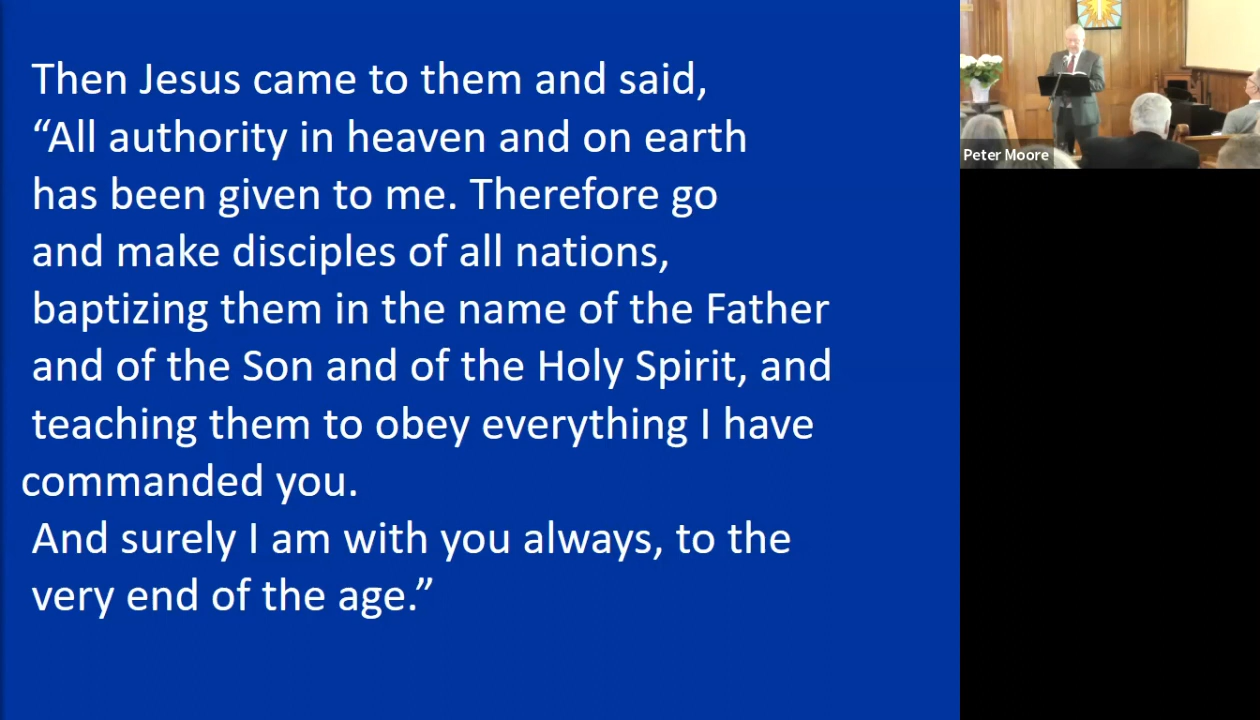 Then Jesus came to them and said,
“All authority in heaven and on earth
has been given to me. Therefore go
and make disciples of all nations,
baptizing them in the name of the Father
and of the Son and of the Holy Spirit, and
teaching them to obey everything I have
commanded you.
And surely I am with you always, to the
very end of the age.”
Peter Moore